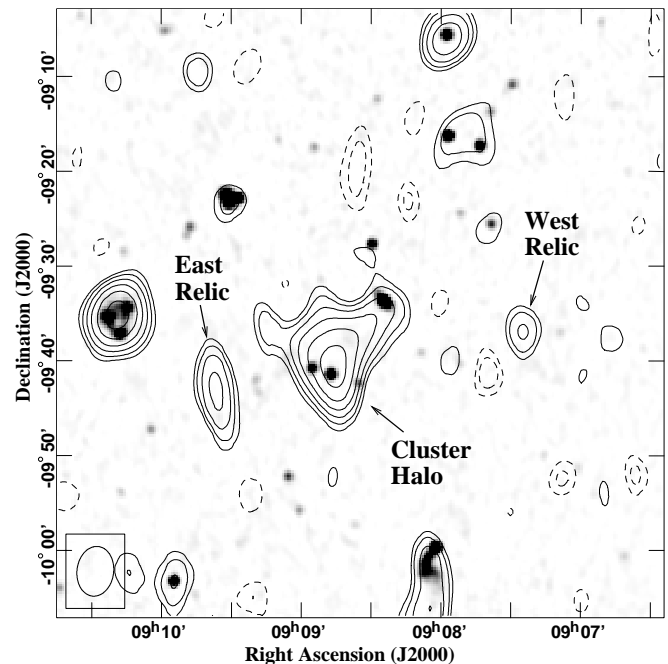 -09° 10'
-09° 20'
-09° 30'
-09° 40'
-09° 50'
-10° 00'
Declination (J2000)
East
Relic
West
Relic
Cluster
Halo
09ʰ10' 09ʰ09' 09ʰ08' 09ʰ07'
Right Ascension (J2000)